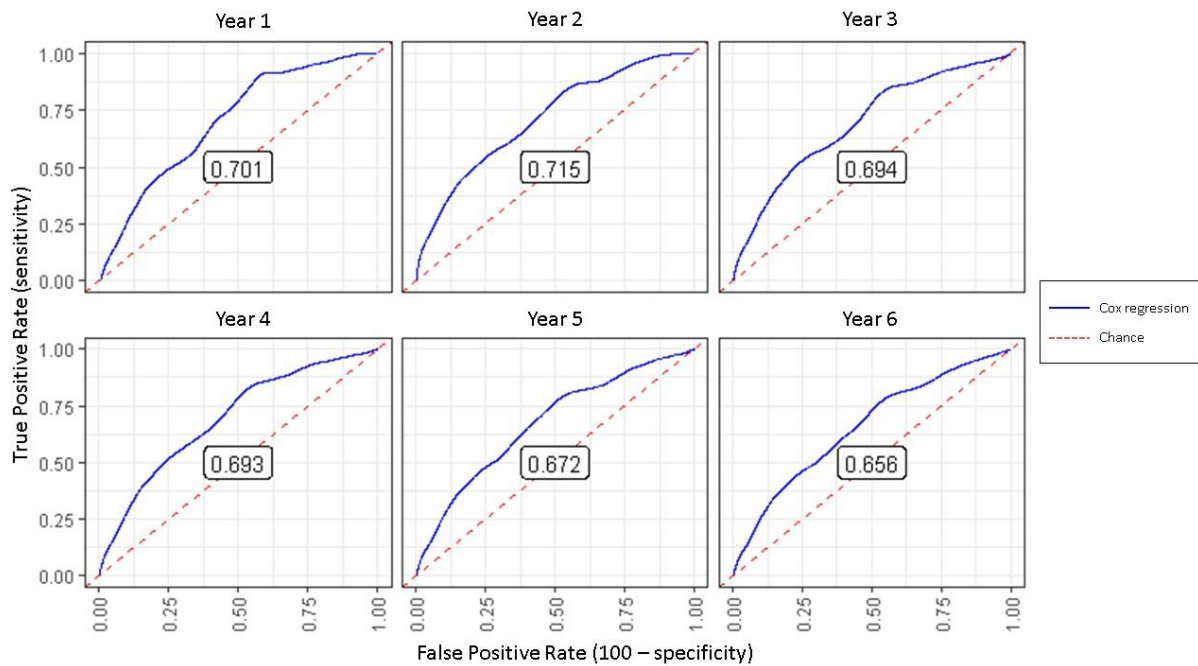 Year 1 Year 2 Year 3
1.00
0.75
0.50
0.25
0.00
0.701 0.715 0.694
Year 4 Year 5 Year 6
1.00
0.75
0.50
0.25
0.00
0.693 0.672 0.656
0.00 0.25 0.50 0.75 1.00 0.00 0.25 0.50 0.75 1.00 0.00 0.25 0.50 0.75 1.00
True Positive Rate (sensitivity)
False Positive Rate (100 – specificity)
Cox regression
Chance